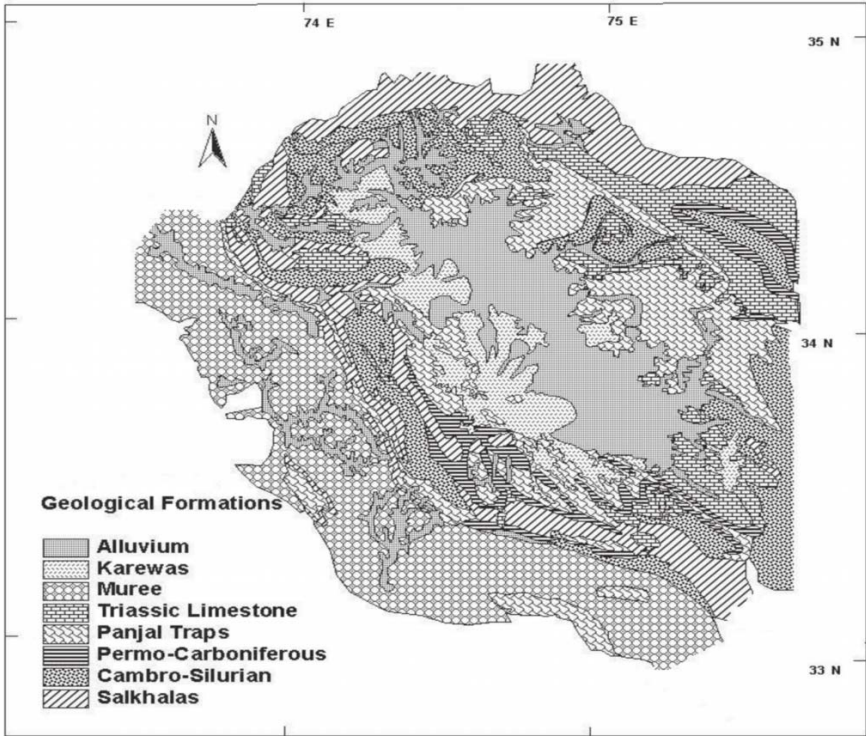 74 E
75 E
35 N
N
34 N
Geological Formations
Alluvium
Karewas
Muree
Triassic Limestone
Panjal Traps
Permo-Carboniferous
Cambro-Silurian
Salkhalas
33 N